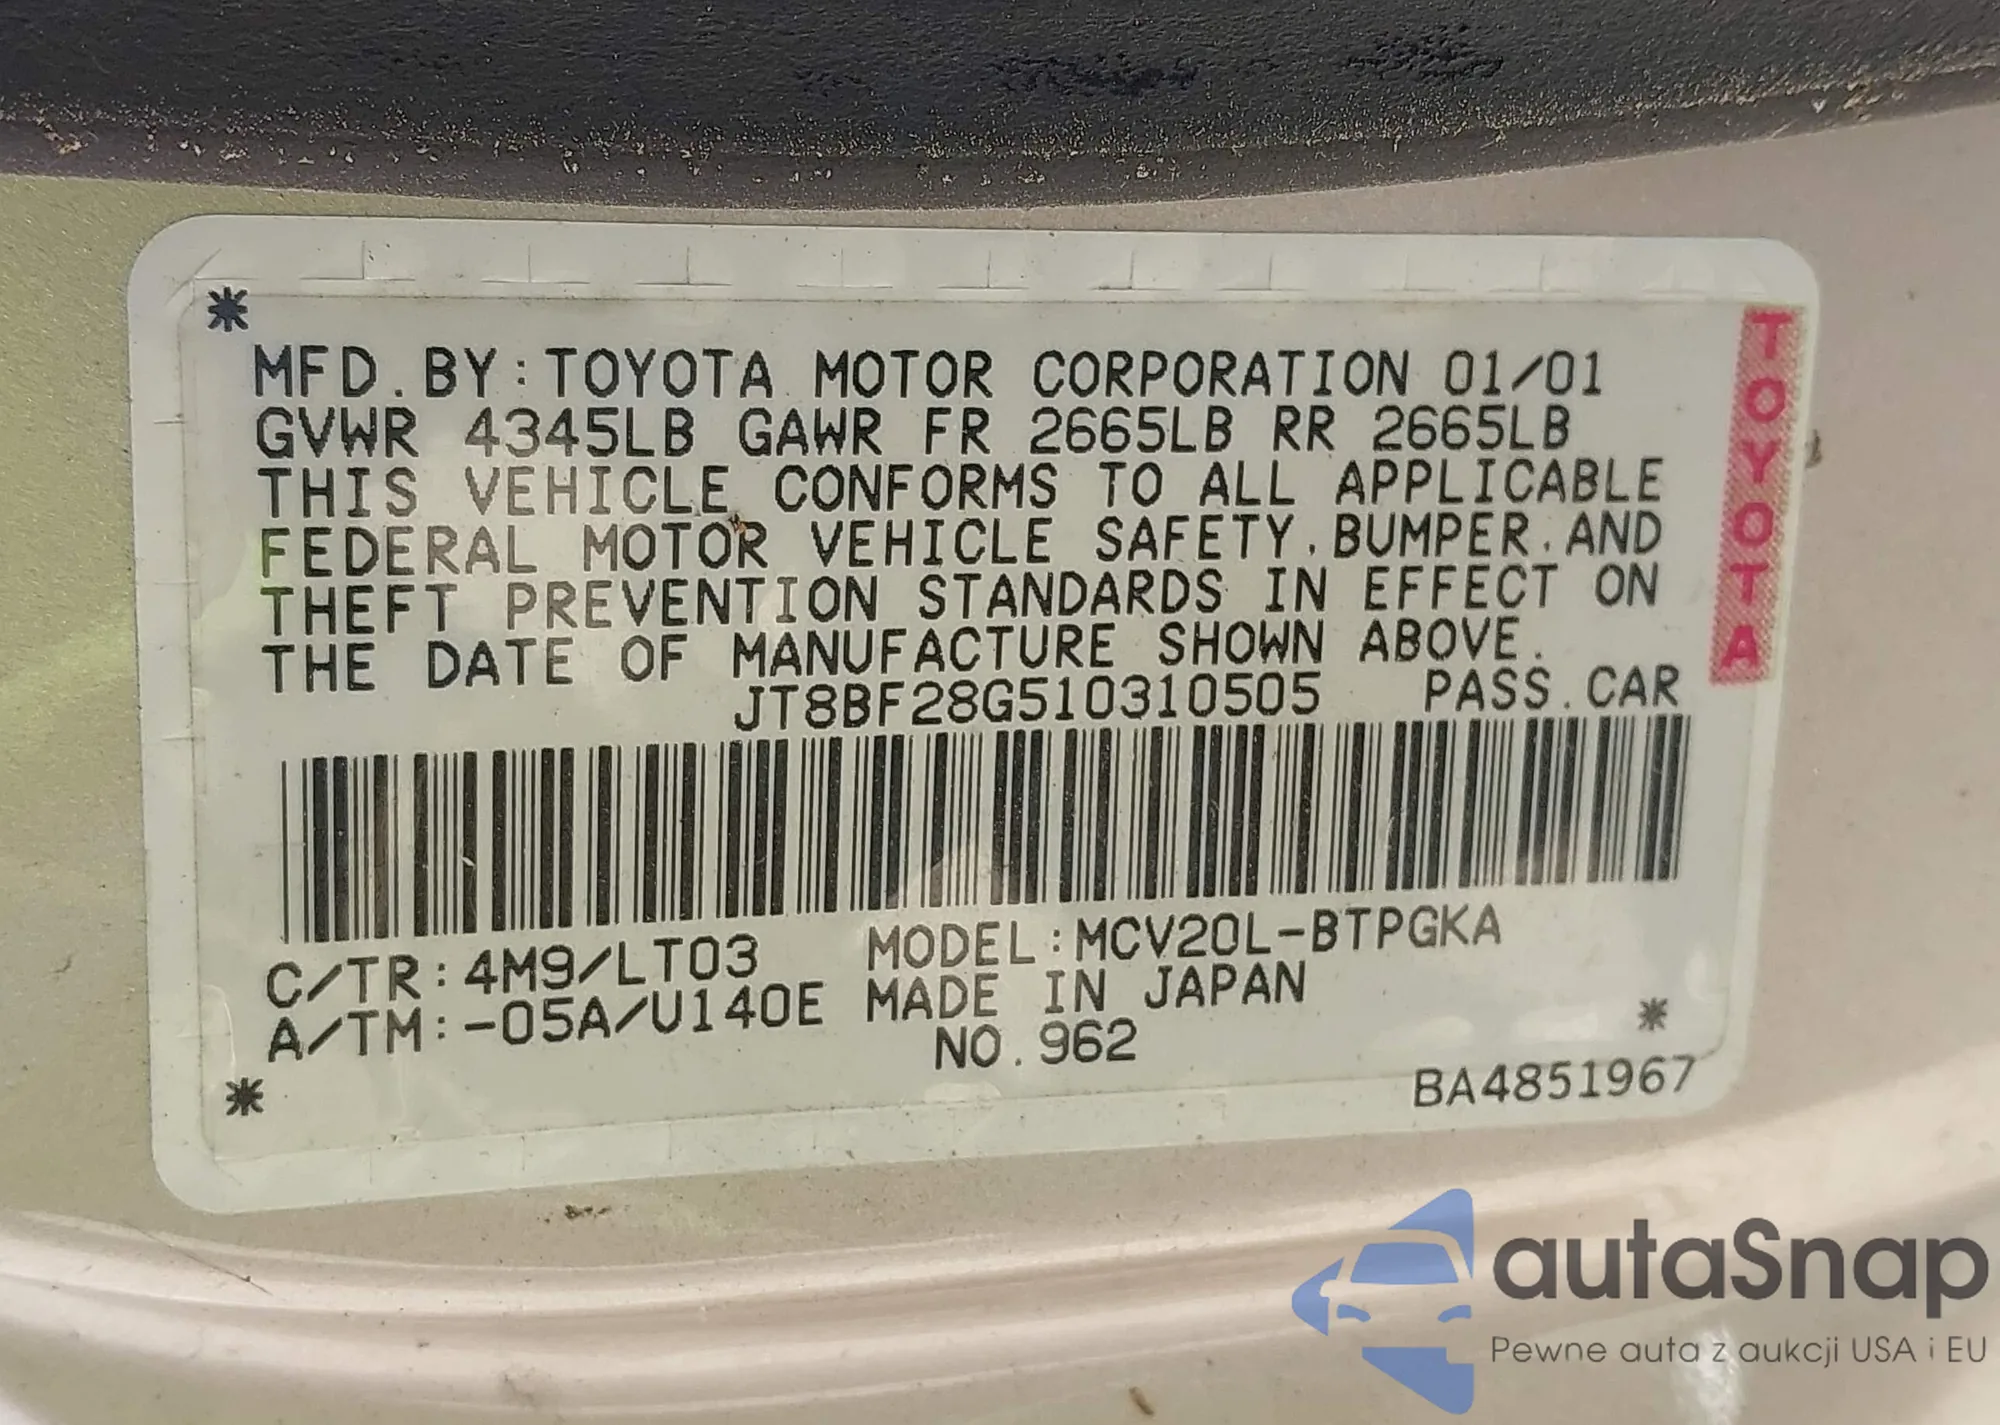 MFD.BY:TOYOTA MOTOR CORPORATION 01/01
GVWR 4345LB GAWR FR 2665LB RR 2665LB
THIS VEHICLE CONFORMS TO ALL APPLICABLE
FEDERAL MOTOR VEHICLE SAFETY,BUMPER,AND
THEFT PREVENTION STANDARDS IN EFFECT ON
THE DATE OF MANUFACTURE SHOWN ABOVE.
JT8BF28G510310505 PASS.CAR
C/TR:4M9/LT03 MODEL:MCV20L-BTPGKA
A/TM:-05A/U140E MADE IN JAPAN
NO.962
BA4851967
TOYOTA
autaSnap
Pewne auta z aukcji USA i EU